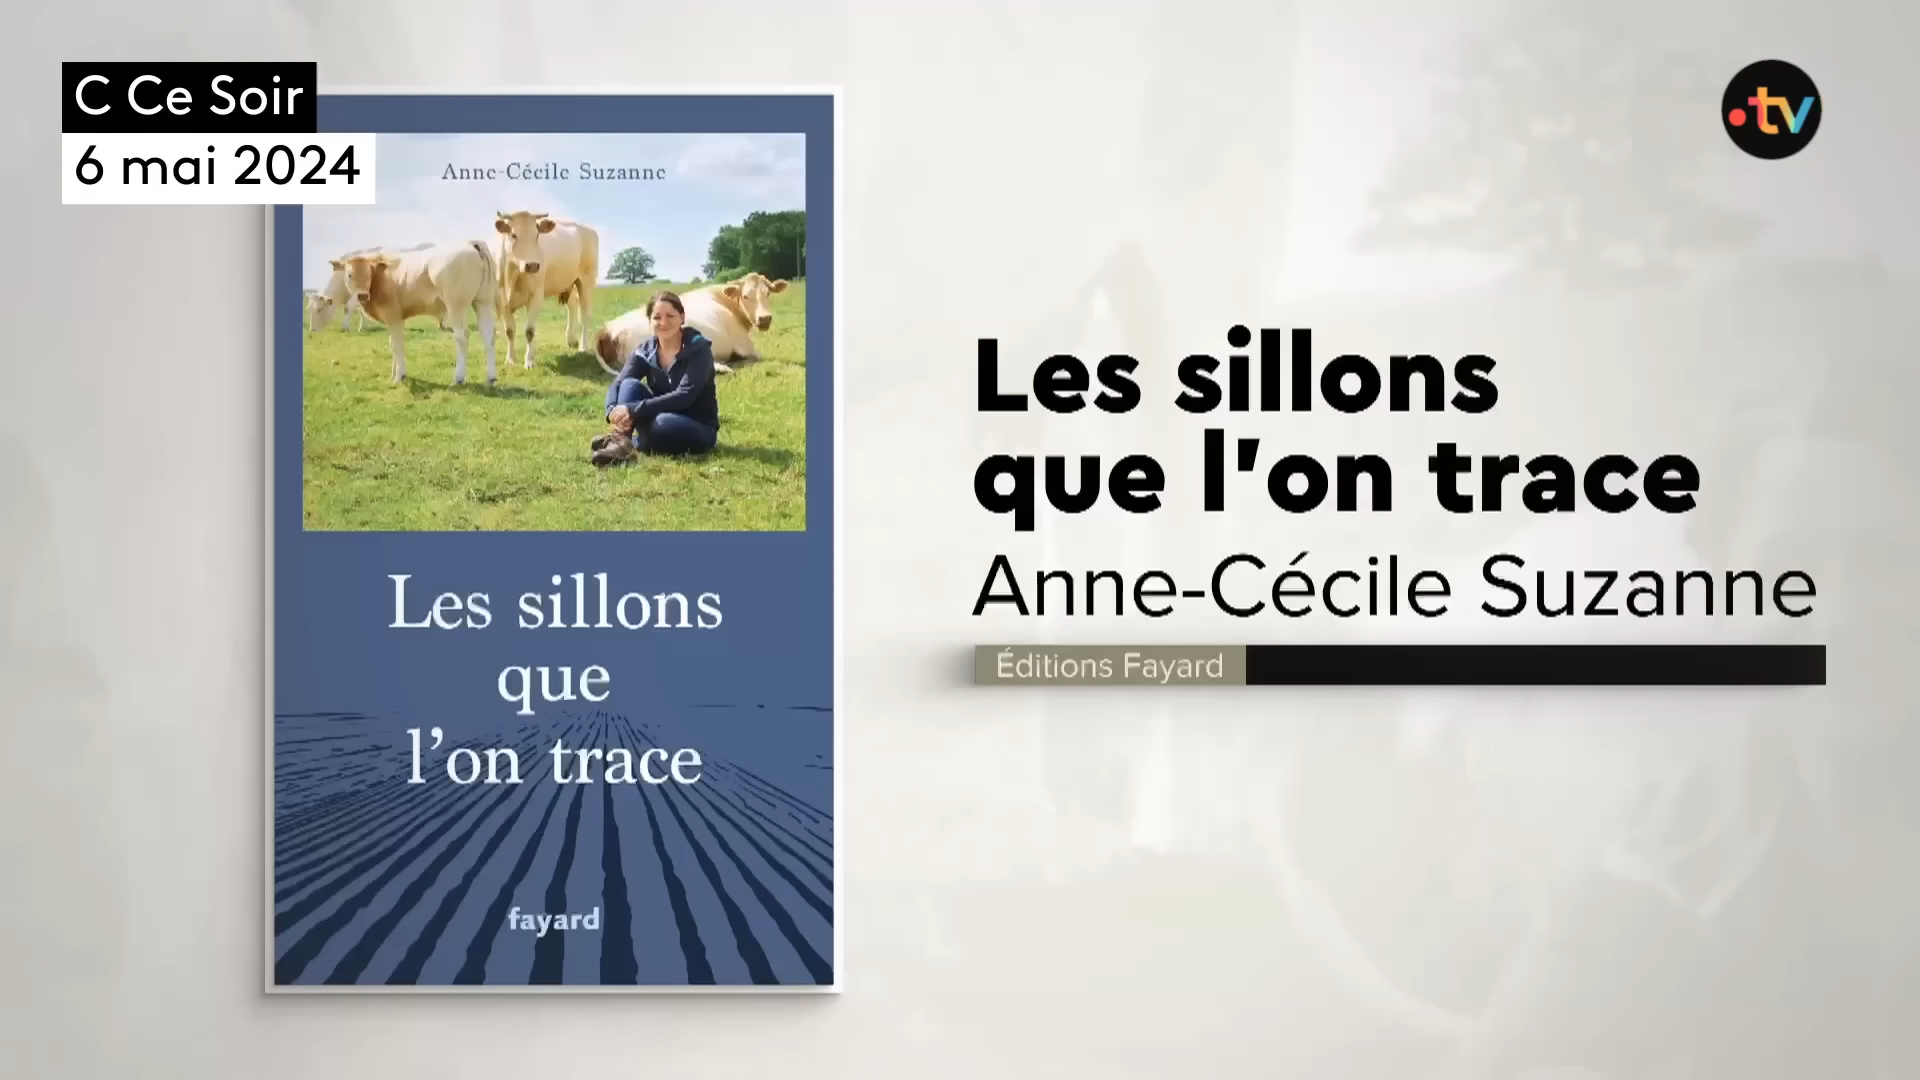 C Ce Soir
6 mai 2024
.tv
Anne-Cécile Suzanne
Les sillons
que
l'on trace
fayard
Les sillons
que l'on trace
Anne-Cécile Suzanne
Éditions Fayard